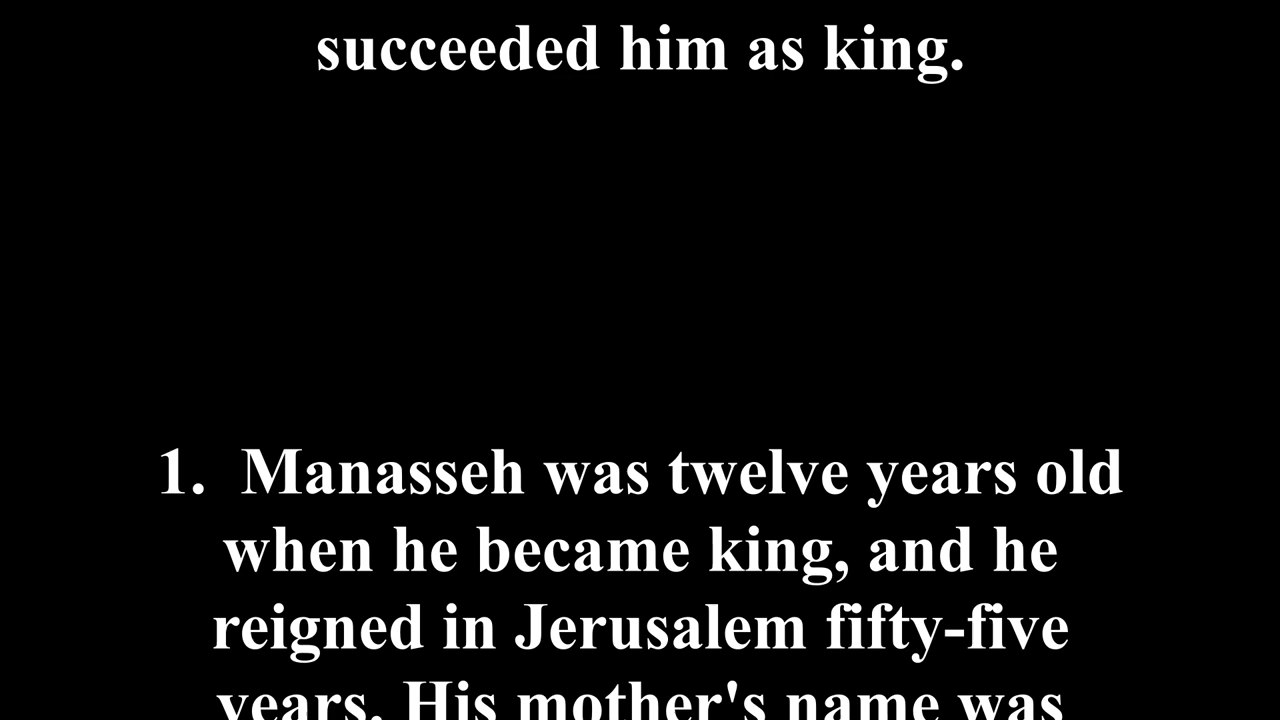 succeeded him as king.
1. Manasseh was twelve years old
when he became king, and he
reigned in Jerusalem fifty-five
years. His mother's name was